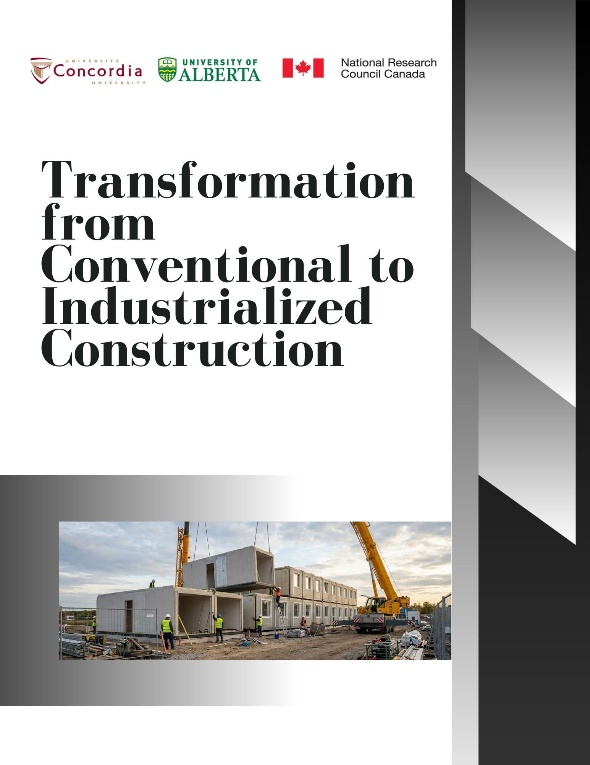 UNIVERSITÉ
Concordia
UNIVERSITY
UNIVERSITY OF
ALBERTA
National Research
Council Canada
Transformation
from
Conventional to
Industrialized
Construction